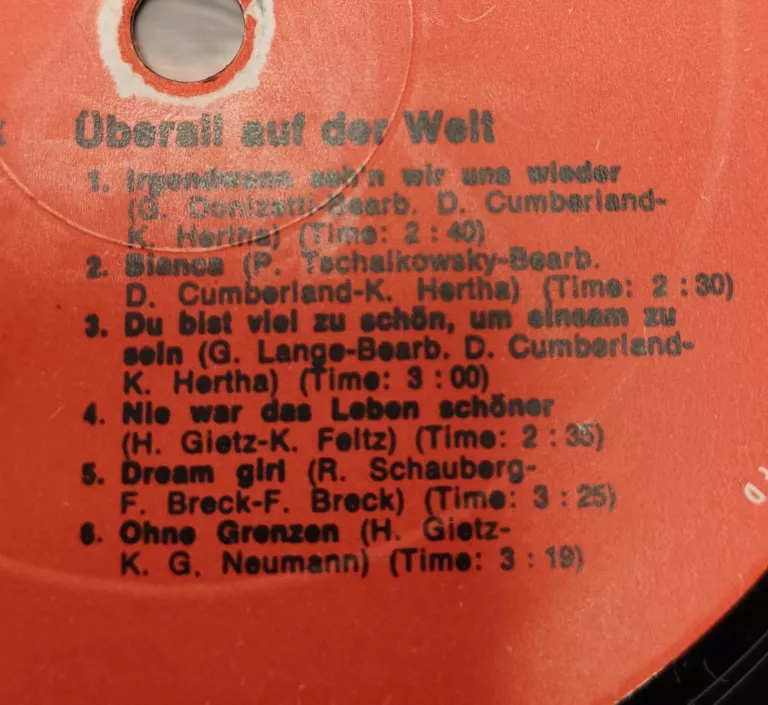 Überall auf der Welt
1. Irgendwann seh'n wir uns wieder
(G. Donizetti-Bearb. D. Cumberland-
K. Hertha) (Time: 2 : 40)
2. Bianca (P. Tschaikowsky-Bearb.
D. Cumberland-K. Hertha) (Time: 2 : 30)
3. Du bist viel zu schön, um einsam zu
sein (G. Lange-Bearb. D. Cumberland-
K. Hertha) (Time: 3 : 00)
4. Nie war das Leben schöner
(H. Gietz-K. Feltz) (Time: 2 : 35)
5. Dream girl (R. Schauberg-
F. Breck-F. Breck) (Time: 3 : 25)
6. Ohne Grenzen (H. Gietz-
K. G. Neumann) (Time: 3 : 19)